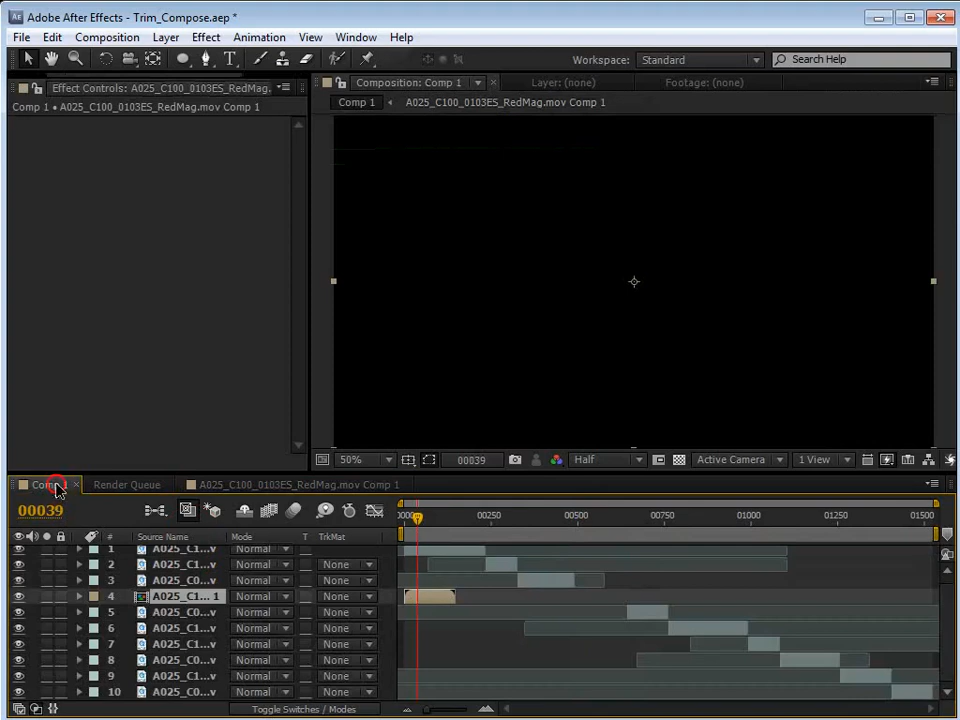 Adobe After Effects - Trim_Compose.aep *
File Edit Composition Layer Effect Animation View Window Help
Workspace: Standard Search Help
Effect Controls: A025_C100_0103ES_RedMag.
Comp 1 • A025_C100_0103ES_RedMag.mov Comp 1
Composition: Comp 1 Layer: (none) Footage: (none)
Comp 1 A025_C100_0103ES_RedMag.mov Comp 1
50% 00039 Half Active Camera 1 View
Render Queue A025_C100_0103ES_RedMag.mov Comp 1
00039
00250 00500 00750 01000 01250 01500
# Source Name Mode T TrkMat
1 A025_C1...v Normal
2 A025_C1...v Normal None
3 A025_C0...v Normal None
4 A025_C1... 1 Normal None
5 A025_C0...v Normal None
6 A025_C1...v Normal None
7 A025_C1...v Normal None
8 A025_C0...v Normal None
9 A025_C1...v Normal None
10 A025_C0...v Normal None
Toggle Switches / Modes